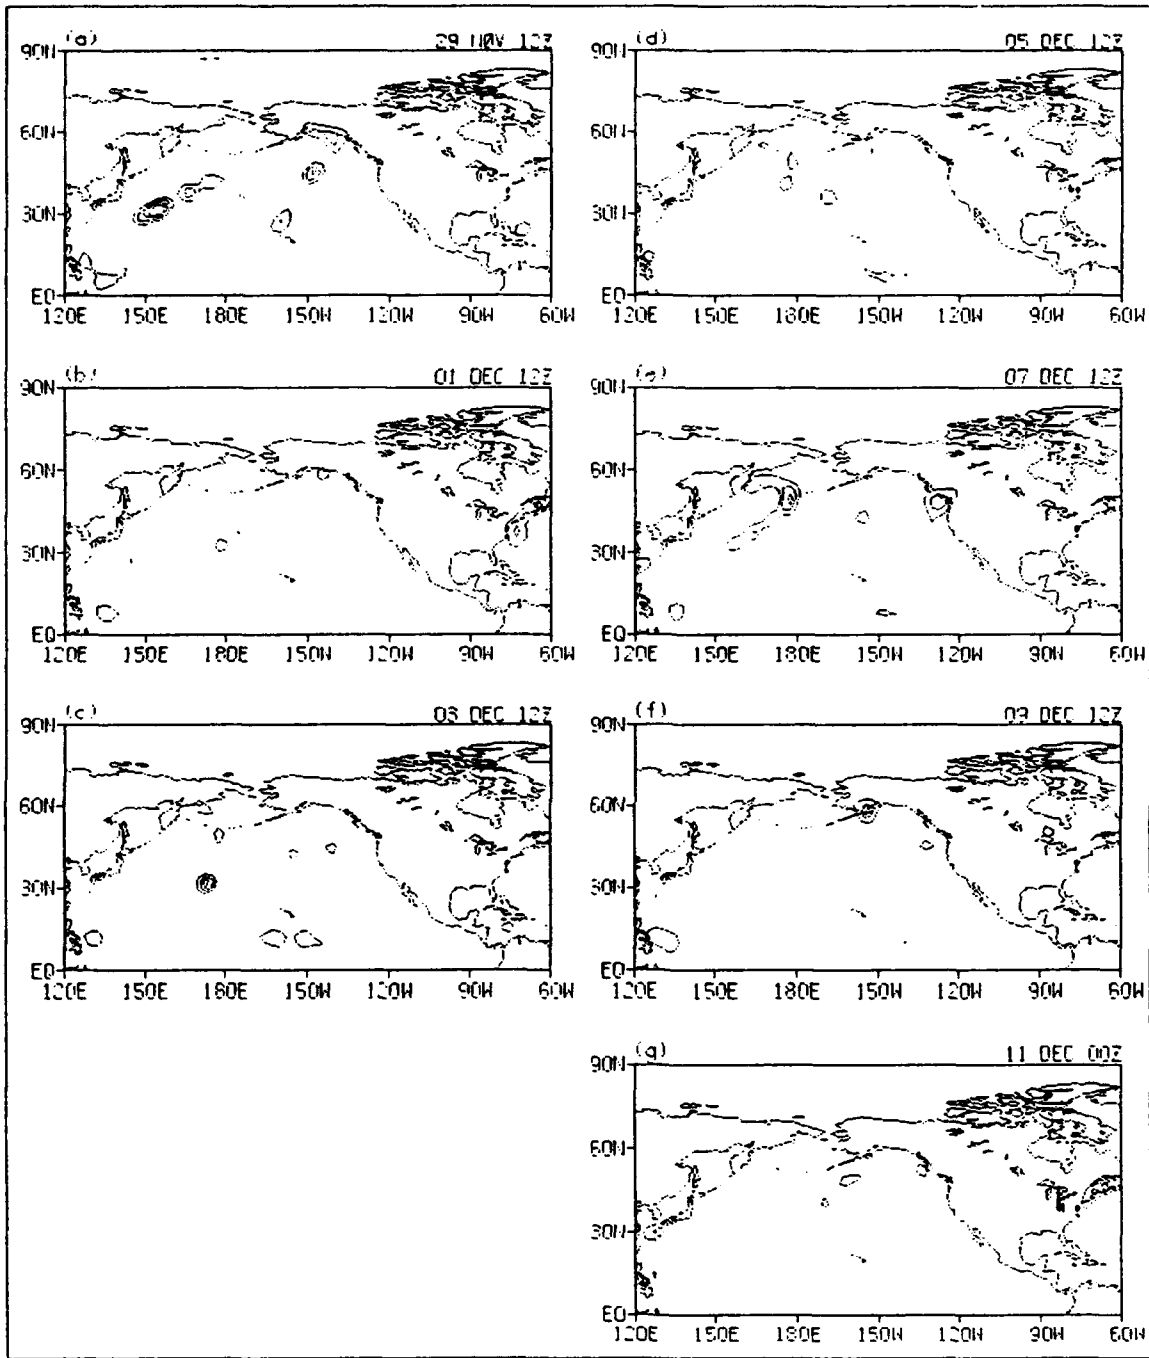 (a) 29 NOV 12Z
90N
60N
30N
EQ
120E 150E 180E 150W 120W 90W 60W
(b) 01 DEC 12Z
90N
60N
30N
EQ
120E 150E 180E 150W 120W 90W 60W
(c) 03 DEC 12Z
90N
60N
30N
EQ
120E 150E 180E 150W 120W 90W 60W
(d) 05 DEC 12Z
90N
60N
30N
EQ
120E 150E 180E 150W 120W 90W 60W
(e) 07 DEC 12Z
90N
60N
30N
EQ
120E 150E 180E 150W 120W 90W 60W
(f) 09 DEC 12Z
90N
60N
30N
EQ
120E 150E 180E 150W 120W 90W 60W
(g) 11 DEC 00Z
90N
60N
30N
EQ
120E 150E 180E 150W 120W 90W 60W